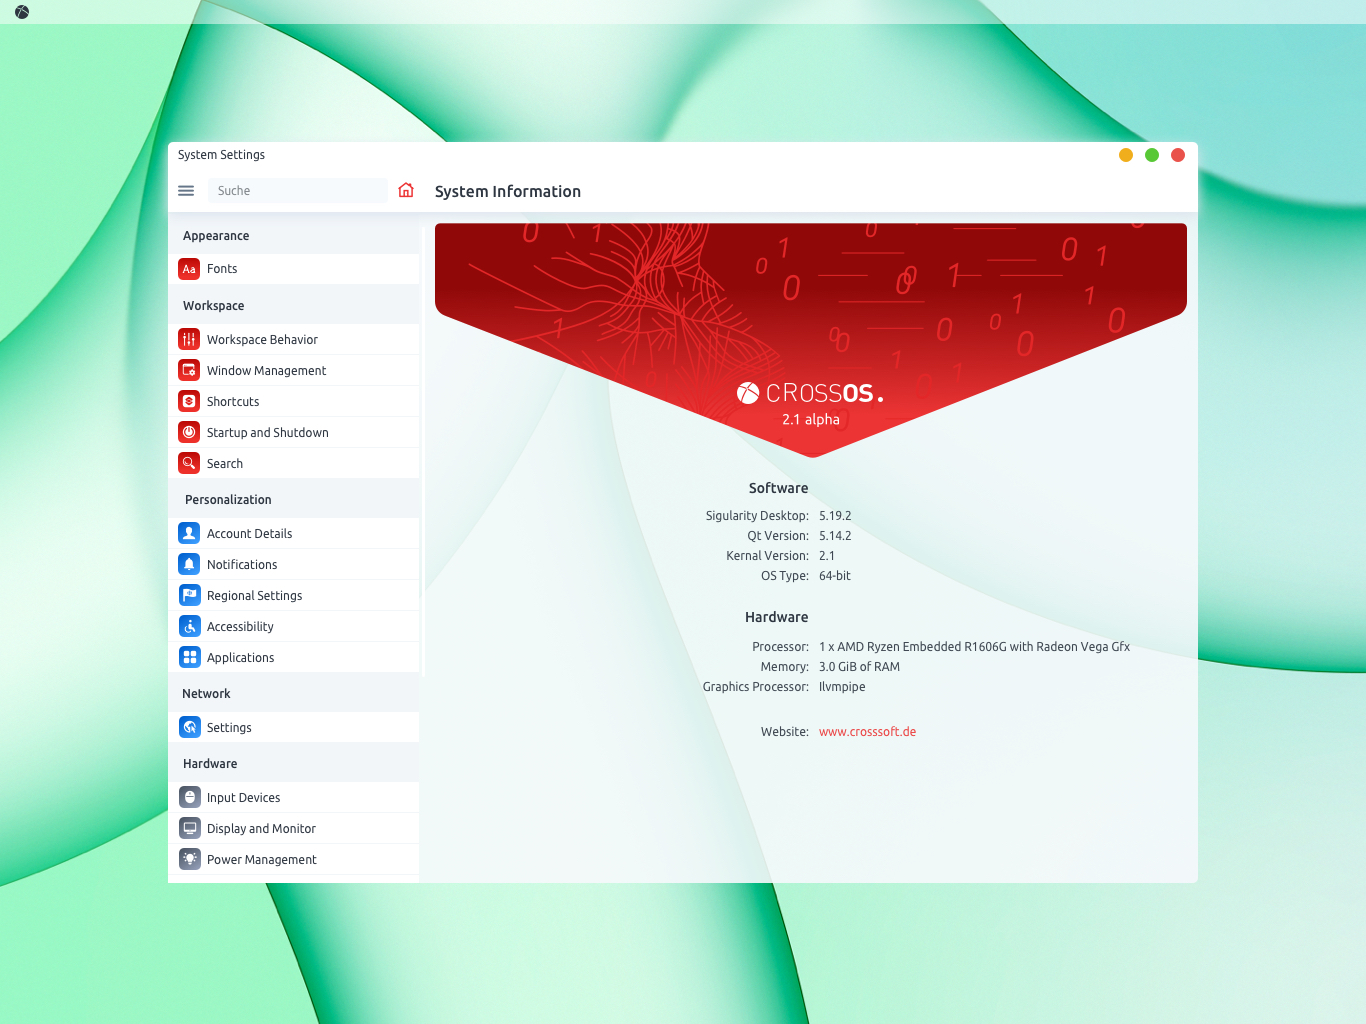 System Settings
Suche
System Information
Appearance
Aa Fonts
Workspace
Workspace Behavior
Window Management
Shortcuts
Startup and Shutdown
Search
Personalization
Account Details
Notifications
Regional Settings
Accessibility
Applications
Network
Settings
Hardware
Input Devices
Display and Monitor
Power Management
CROSSOS.
2.1 alpha
Software
Sigularity Desktop: 5.19.2
Qt Version: 5.14.2
Kernal Version: 2.1
OS Type: 64-bit
Hardware
Processor: 1 x AMD Ryzen Embedded R1606G with Radeon Vega Gfx
Memory: 3.0 GiB of RAM
Graphics Processor: llvmpipe
Website: www.crosssoft.de